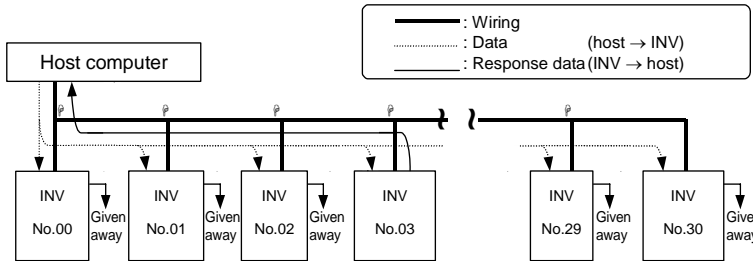 : Wiring
: Data (host → INV)
: Response data (INV → host)
Host computer
INV
No.00
Given
away
INV
No.01
Given
away
INV
No.02
Given
away
INV
No.03
INV
No.29
Given
away
INV
No.30
Given
away